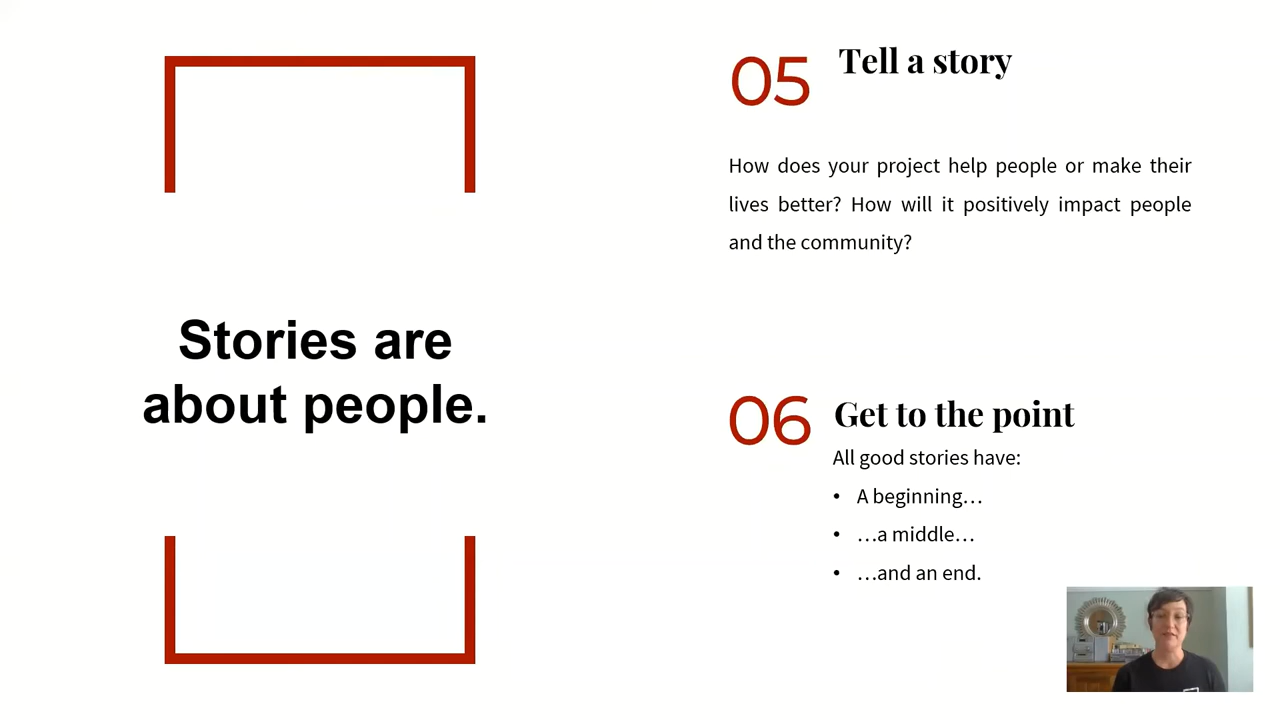 Stories are
about people.
05
Tell a story
How does your project help people or make their
lives better? How will it positively impact people
and the community?
06
Get to the point
All good stories have:
• A beginning…
• …a middle…
• …and an end.